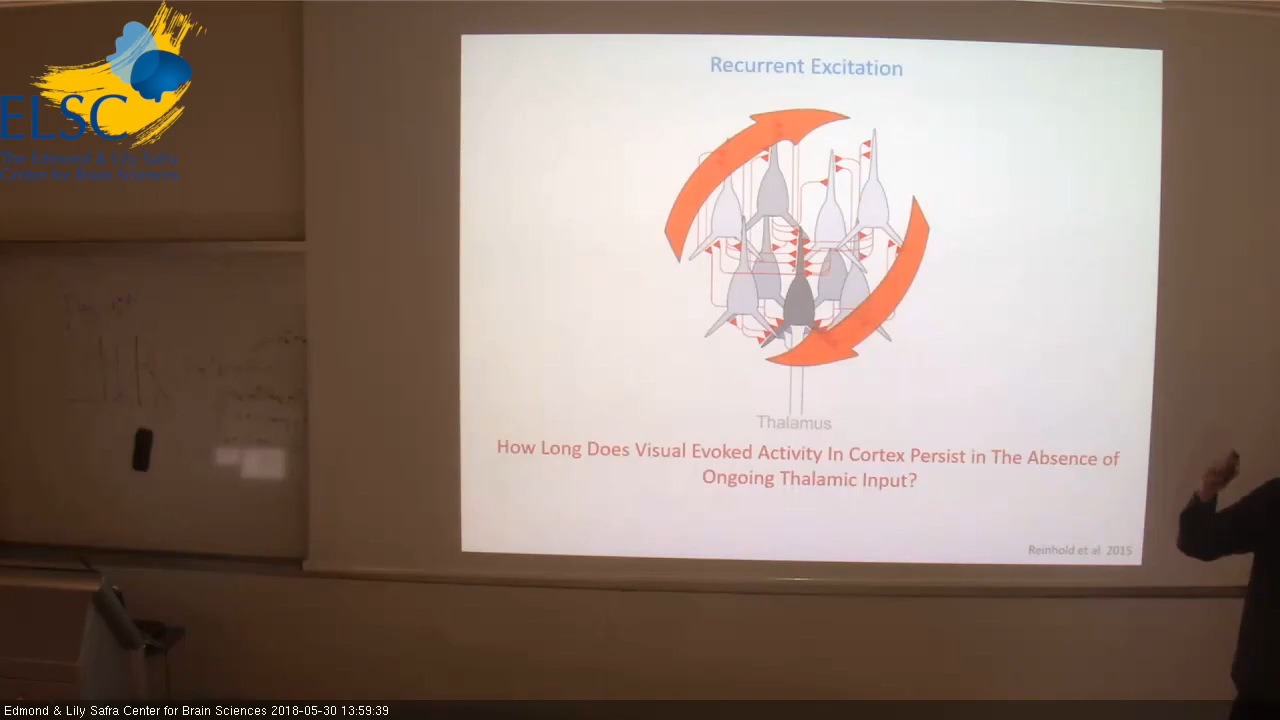 ELSC
The Edmond & Lily Safra
Center for Brain Sciences
Recurrent Excitation
Thalamus
How Long Does Visual Evoked Activity In Cortex Persist in The Absence of
Ongoing Thalamic Input?
Reinhold et al 2015
Edmond & Lily Safra Center for Brain Sciences 2018-05-30 13:59:39